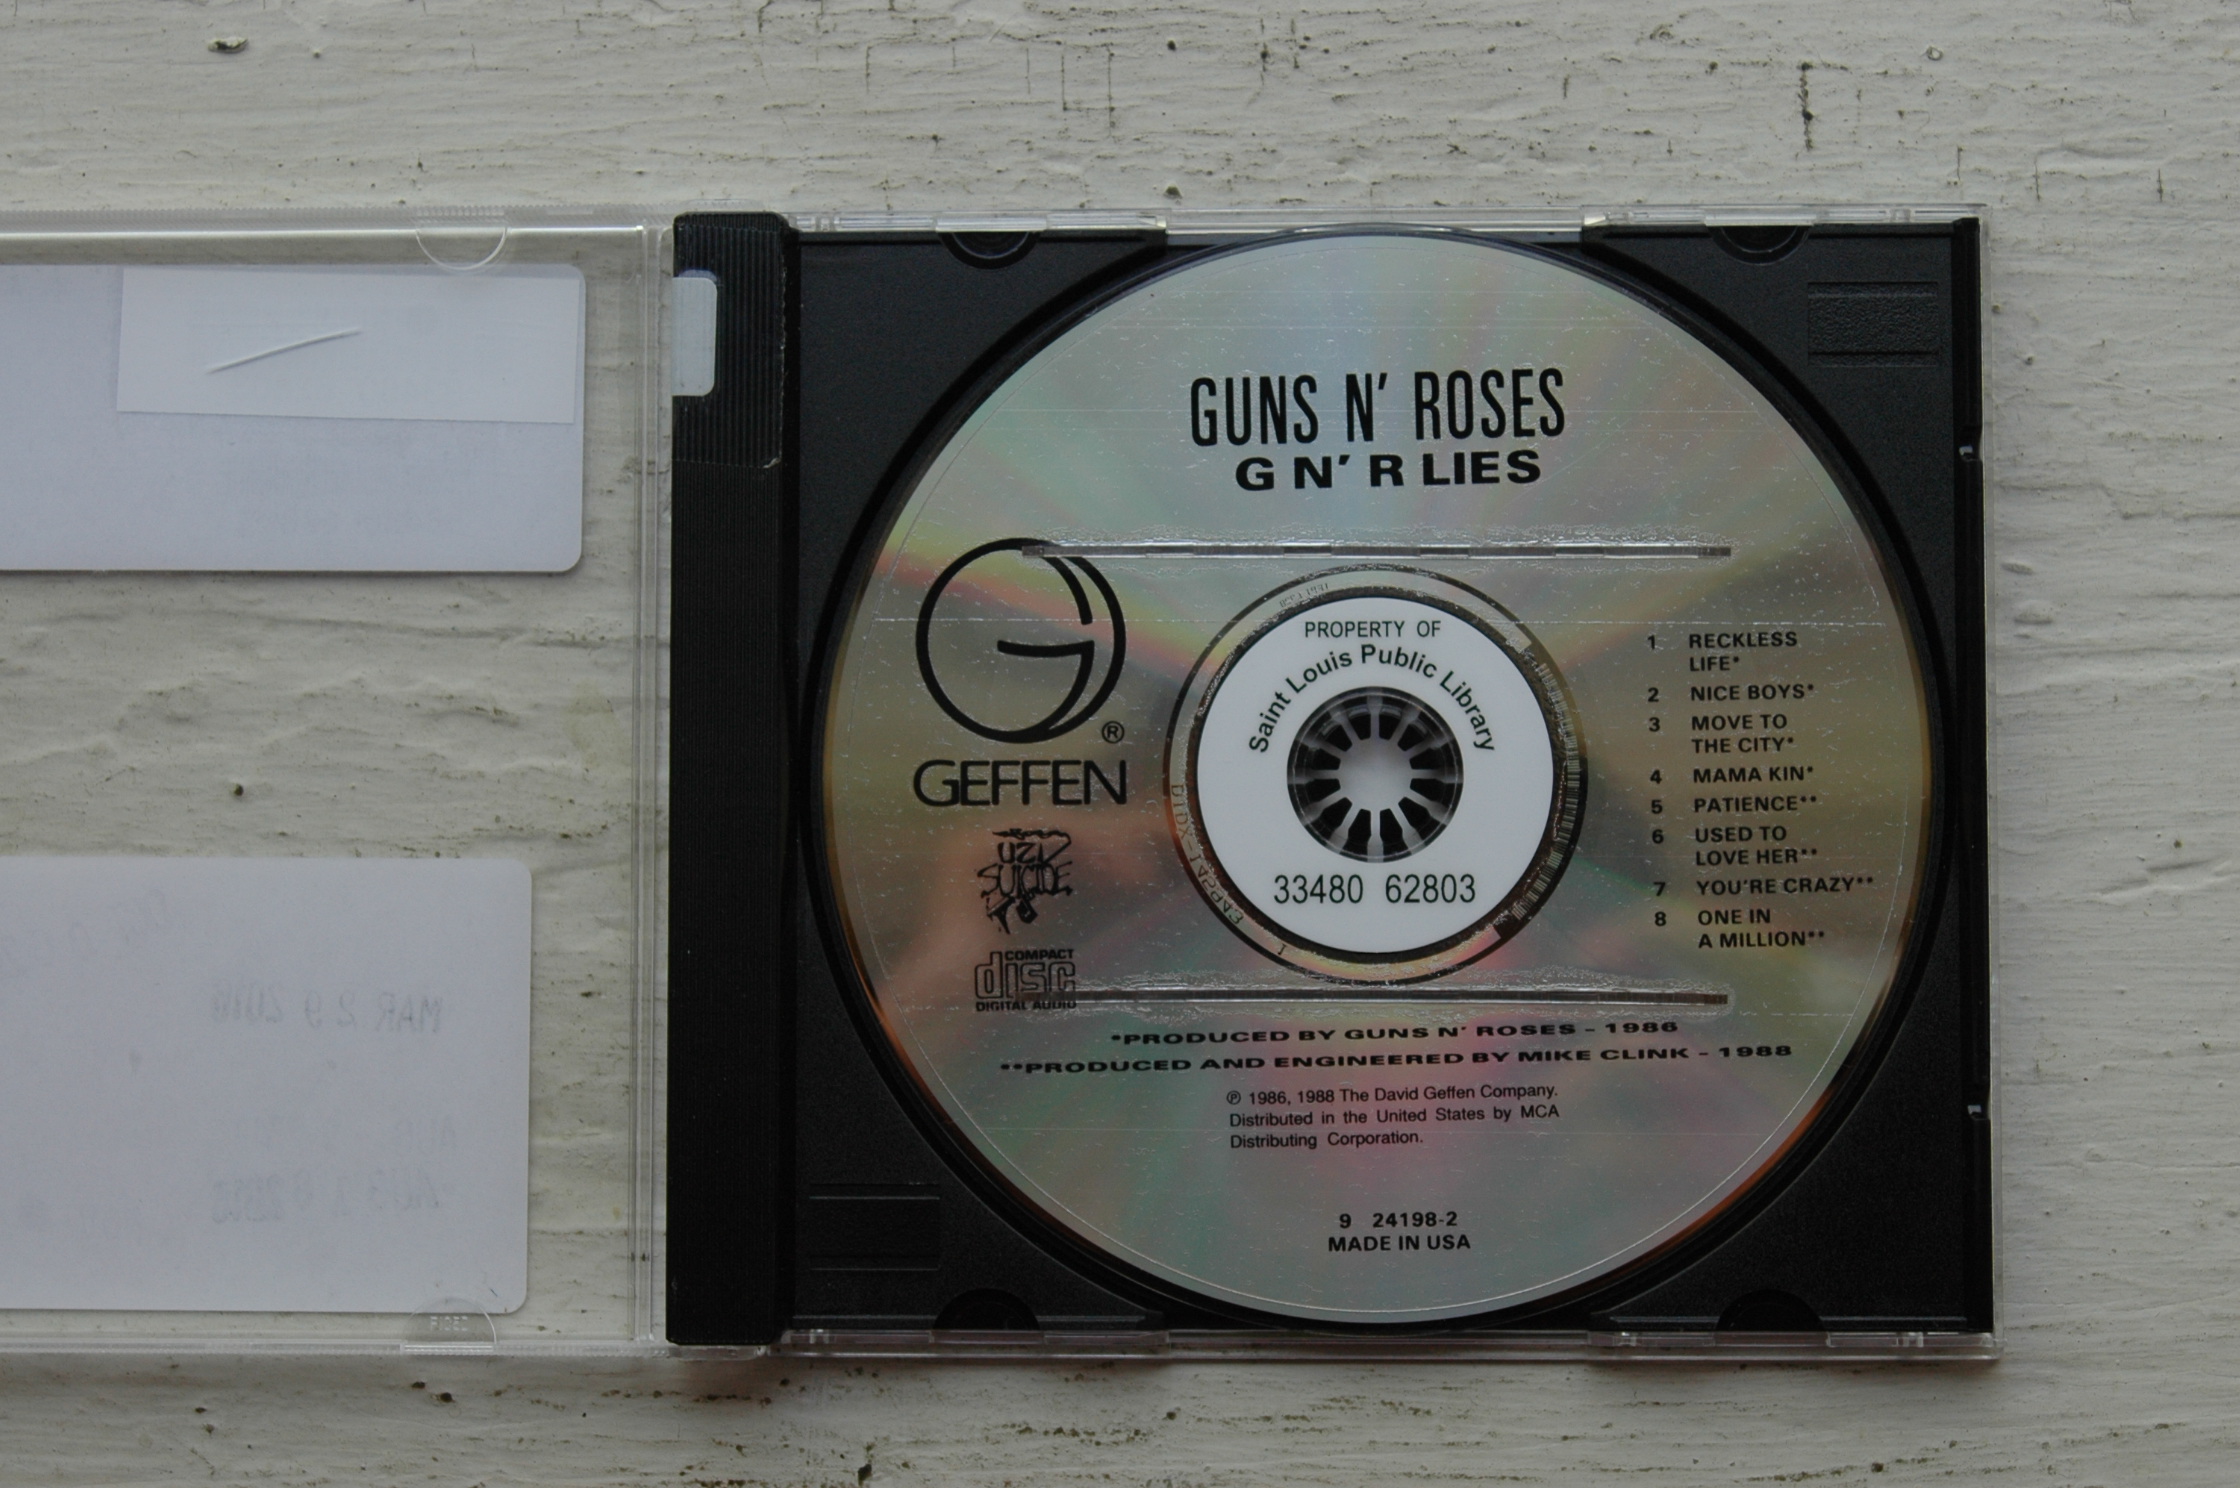 GUNS N' ROSES
G N' R LIES
®
GEFFEN
UZI
SUICIDE
COMPACT
disc
DIGITAL AUDIO
PROPERTY OF
Saint Louis Public Library
33480 62803
1 RECKLESS
LIFE*
2 NICE BOYS*
3 MOVE TO
THE CITY*
4 MAMA KIN*
5 PATIENCE**
6 USED TO
LOVE HER**
7 YOU'RE CRAZY**
8 ONE IN
A MILLION**
*PRODUCED BY GUNS N' ROSES - 1986
**PRODUCED AND ENGINEERED BY MIKE CLINK - 1988
℗ 1986, 1988 The David Geffen Company.
Distributed in the United States by MCA
Distributing Corporation.
9 24198-2
MADE IN USA
MAR 29